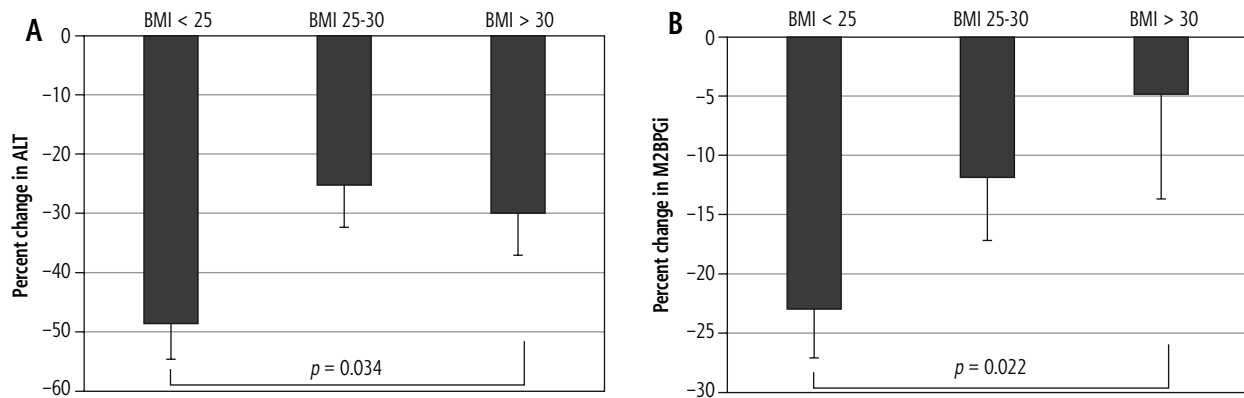 A
BMI < 25 BMI 25-30 BMI > 30
Percent change in ALT
0
−10
−20
−30
−40
−50
−60
p = 0.034
B
BMI < 25 BMI 25-30 BMI > 30
Percent change in M2BPGi
0
−5
−10
−15
−20
−25
−30
p = 0.022